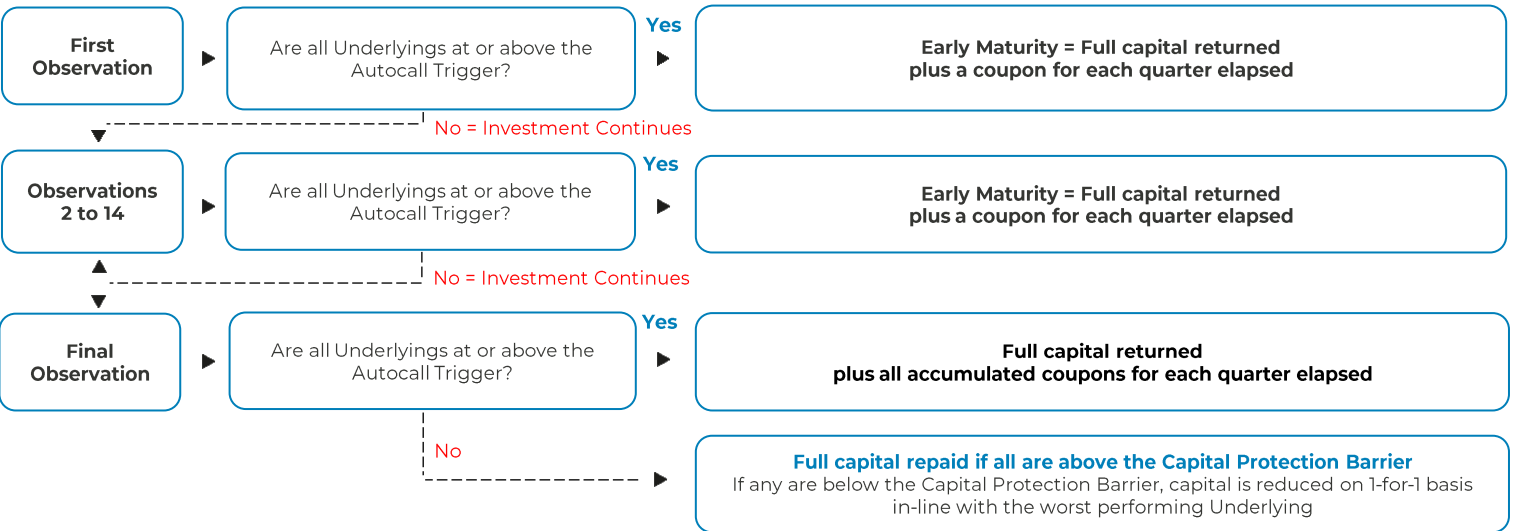 First
Observation
Are all Underlyings at or above the
Autocall Trigger?
Yes
Early Maturity = Full capital returned
plus a coupon for each quarter elapsed
No = Investment Continues
Observations
2 to 14
Are all Underlyings at or above the
Autocall Trigger?
Yes
Early Maturity = Full capital returned
plus a coupon for each quarter elapsed
No = Investment Continues
Final
Observation
Are all Underlyings at or above the
Autocall Trigger?
Yes
Full capital returned
plus all accumulated coupons for each quarter elapsed
No
Full capital repaid if all are above the Capital Protection Barrier
If any are below the Capital Protection Barrier, capital is reduced on 1-for-1 basis
in-line with the worst performing Underlying